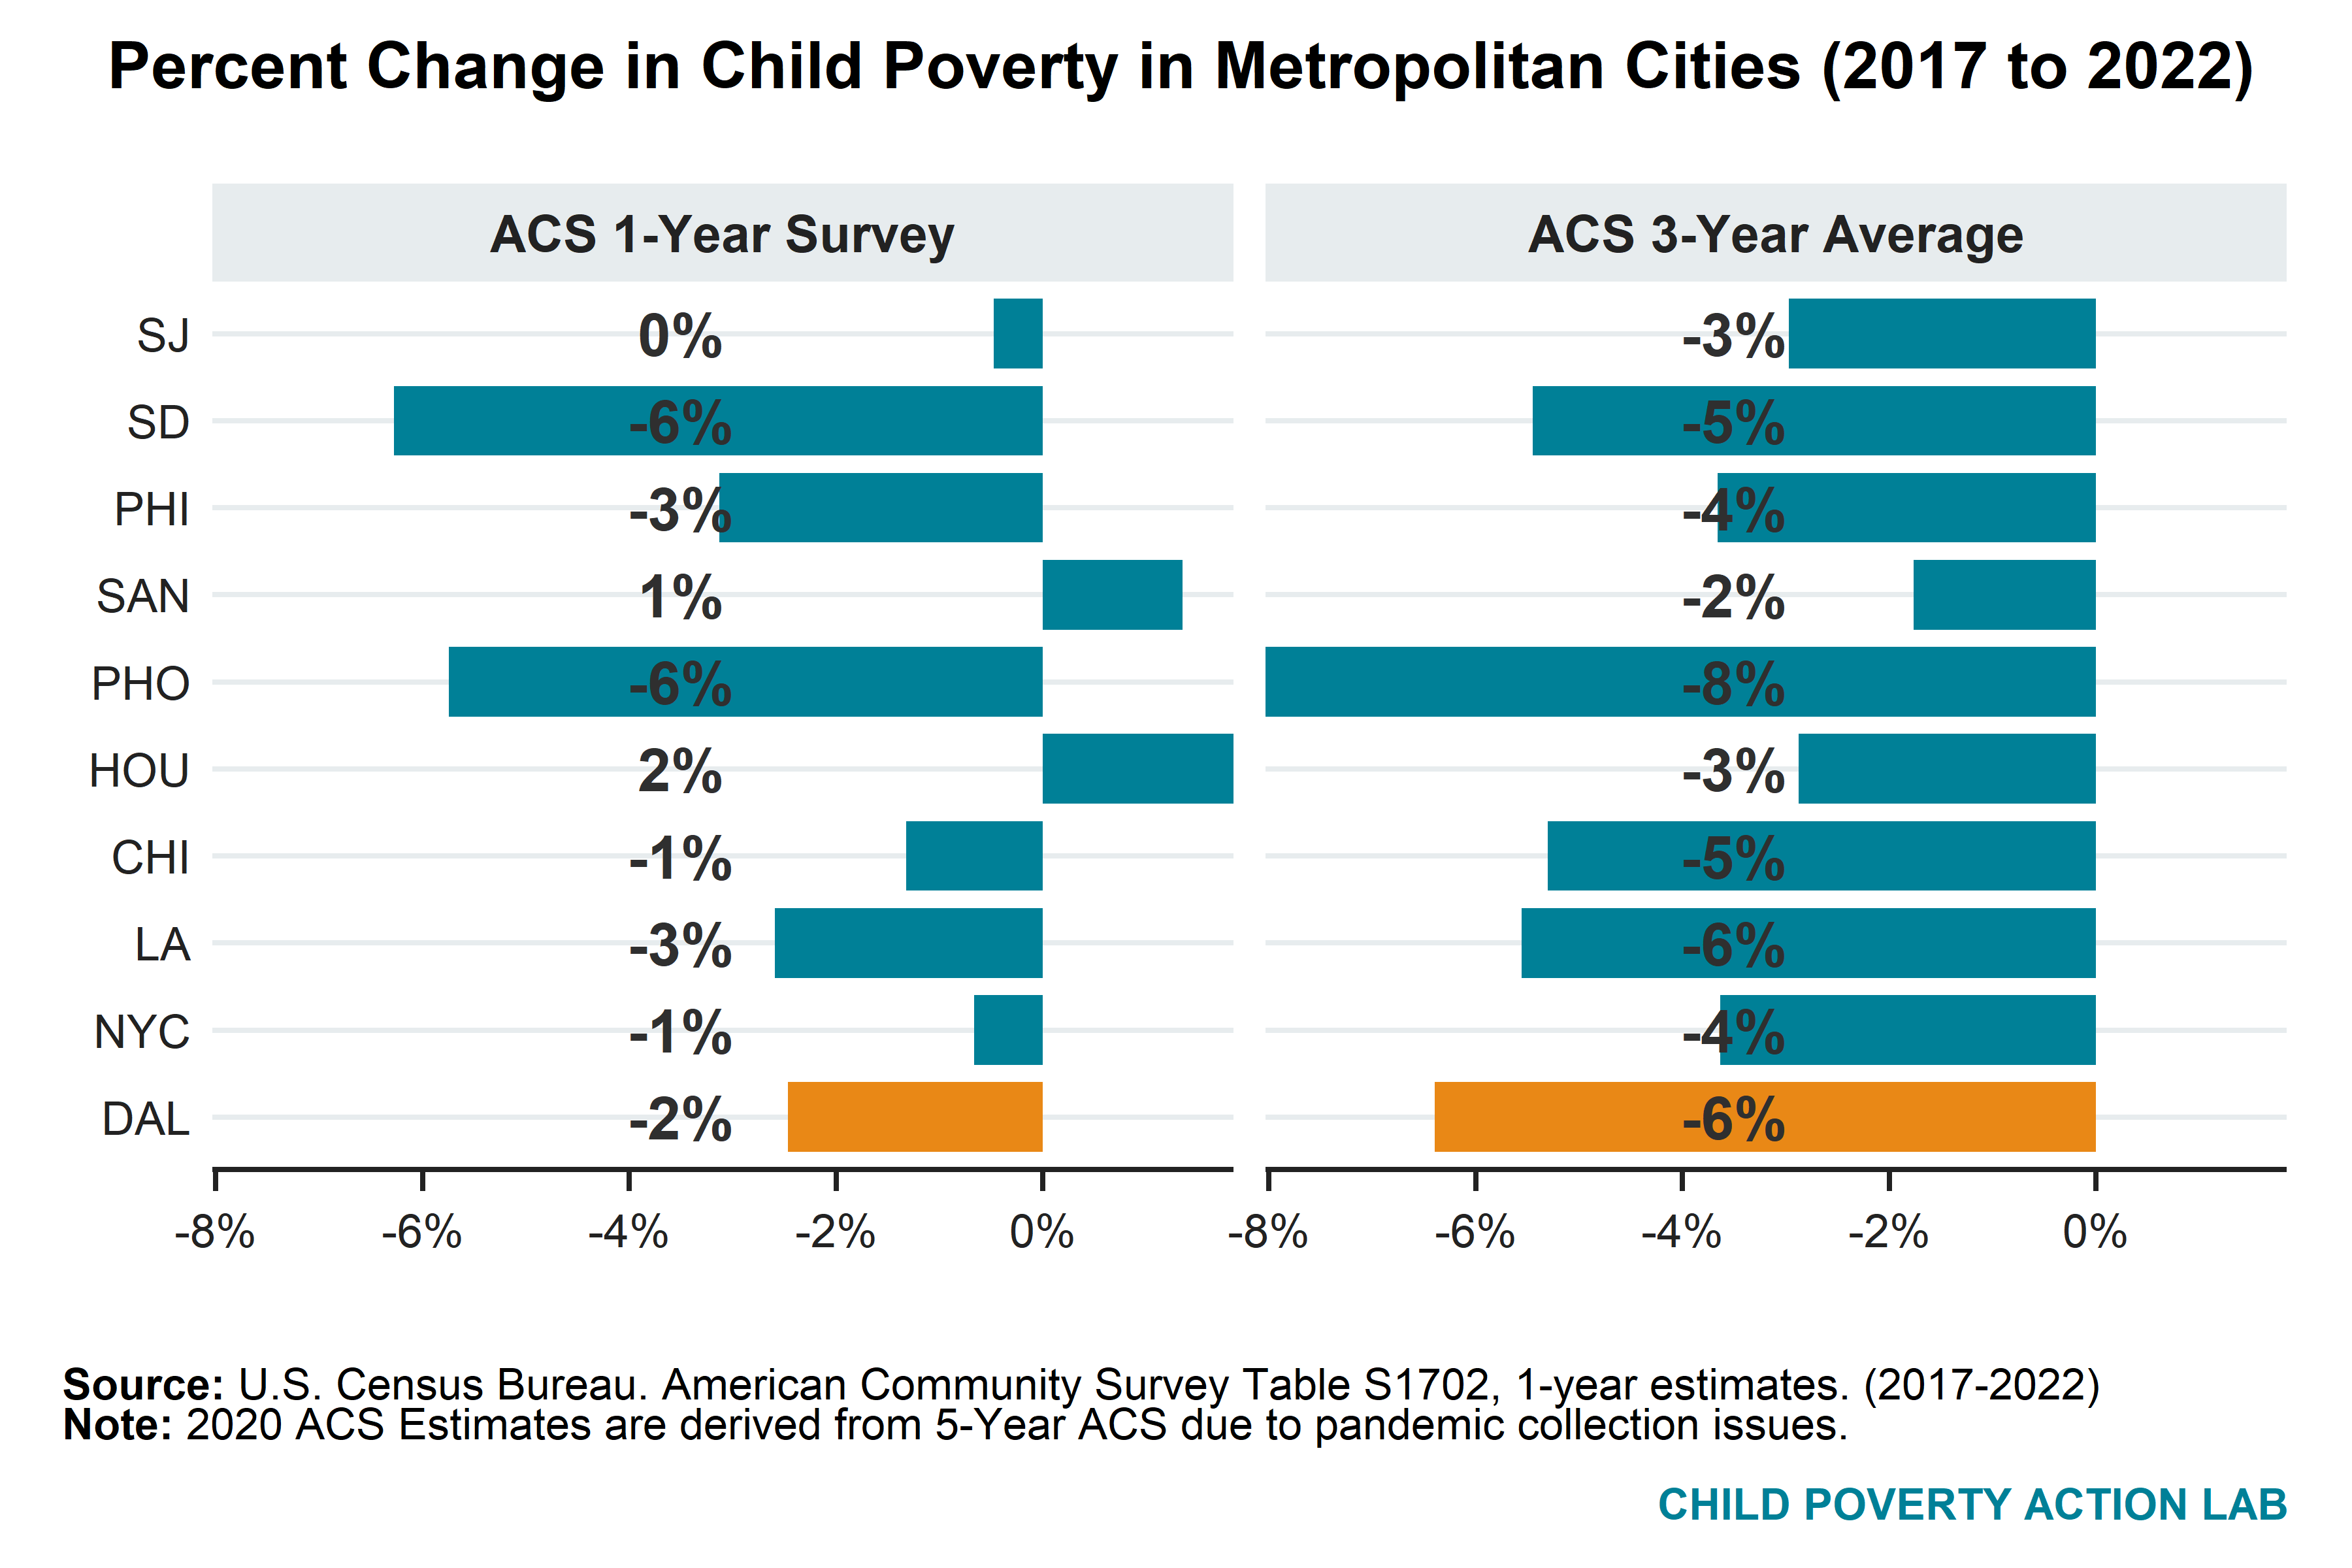 Percent Change in Child Poverty in Metropolitan Cities (2017 to 2022)
ACS 1-Year Survey ACS 3-Year Average
SJ 0% -3%
SD -6% -5%
PHI -3% -4%
SAN 1% -2%
PHO -6% -8%
HOU 2% -3%
CHI -1% -5%
LA -3% -6%
NYC -1% -4%
DAL -2% -6%
-8% -6% -4% -2% 0% -8% -6% -4% -2% 0%
Source: U.S. Census Bureau. American Community Survey Table S1702, 1-year estimates. (2017-2022)
Note: 2020 ACS Estimates are derived from 5-Year ACS due to pandemic collection issues.
CHILD POVERTY ACTION LAB